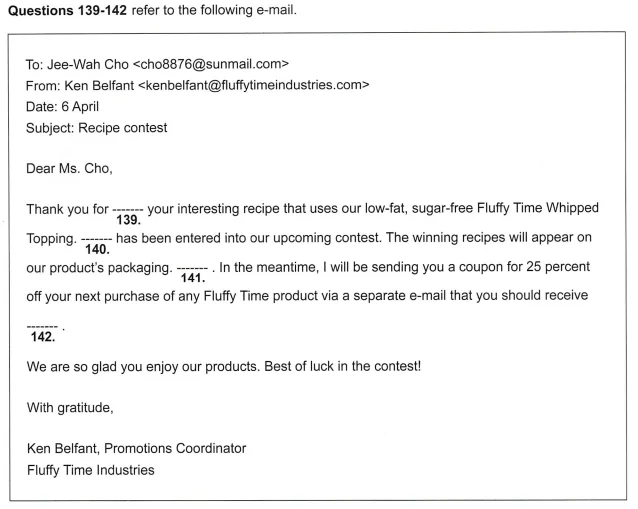 Questions 139-142 refer to the following e-mail.
To: Jee-Wah Cho <cho8876@sunmail.com>
From: Ken Belfant <kenbelfant@fluffytimeindustries.com>
Date: 6 April
Subject: Recipe contest
Dear Ms. Cho,
Thank you for ------- your interesting recipe that uses our low-fat, sugar-free Fluffy Time Whipped
139.
Topping. ------- has been entered into our upcoming contest. The winning recipes will appear on
140.
our product's packaging. ------- . In the meantime, I will be sending you a coupon for 25 percent
141.
off your next purchase of any Fluffy Time product via a separate e-mail that you should receive
------- .
142.
We are so glad you enjoy our products. Best of luck in the contest!
With gratitude,
Ken Belfant, Promotions Coordinator
Fluffy Time Industries